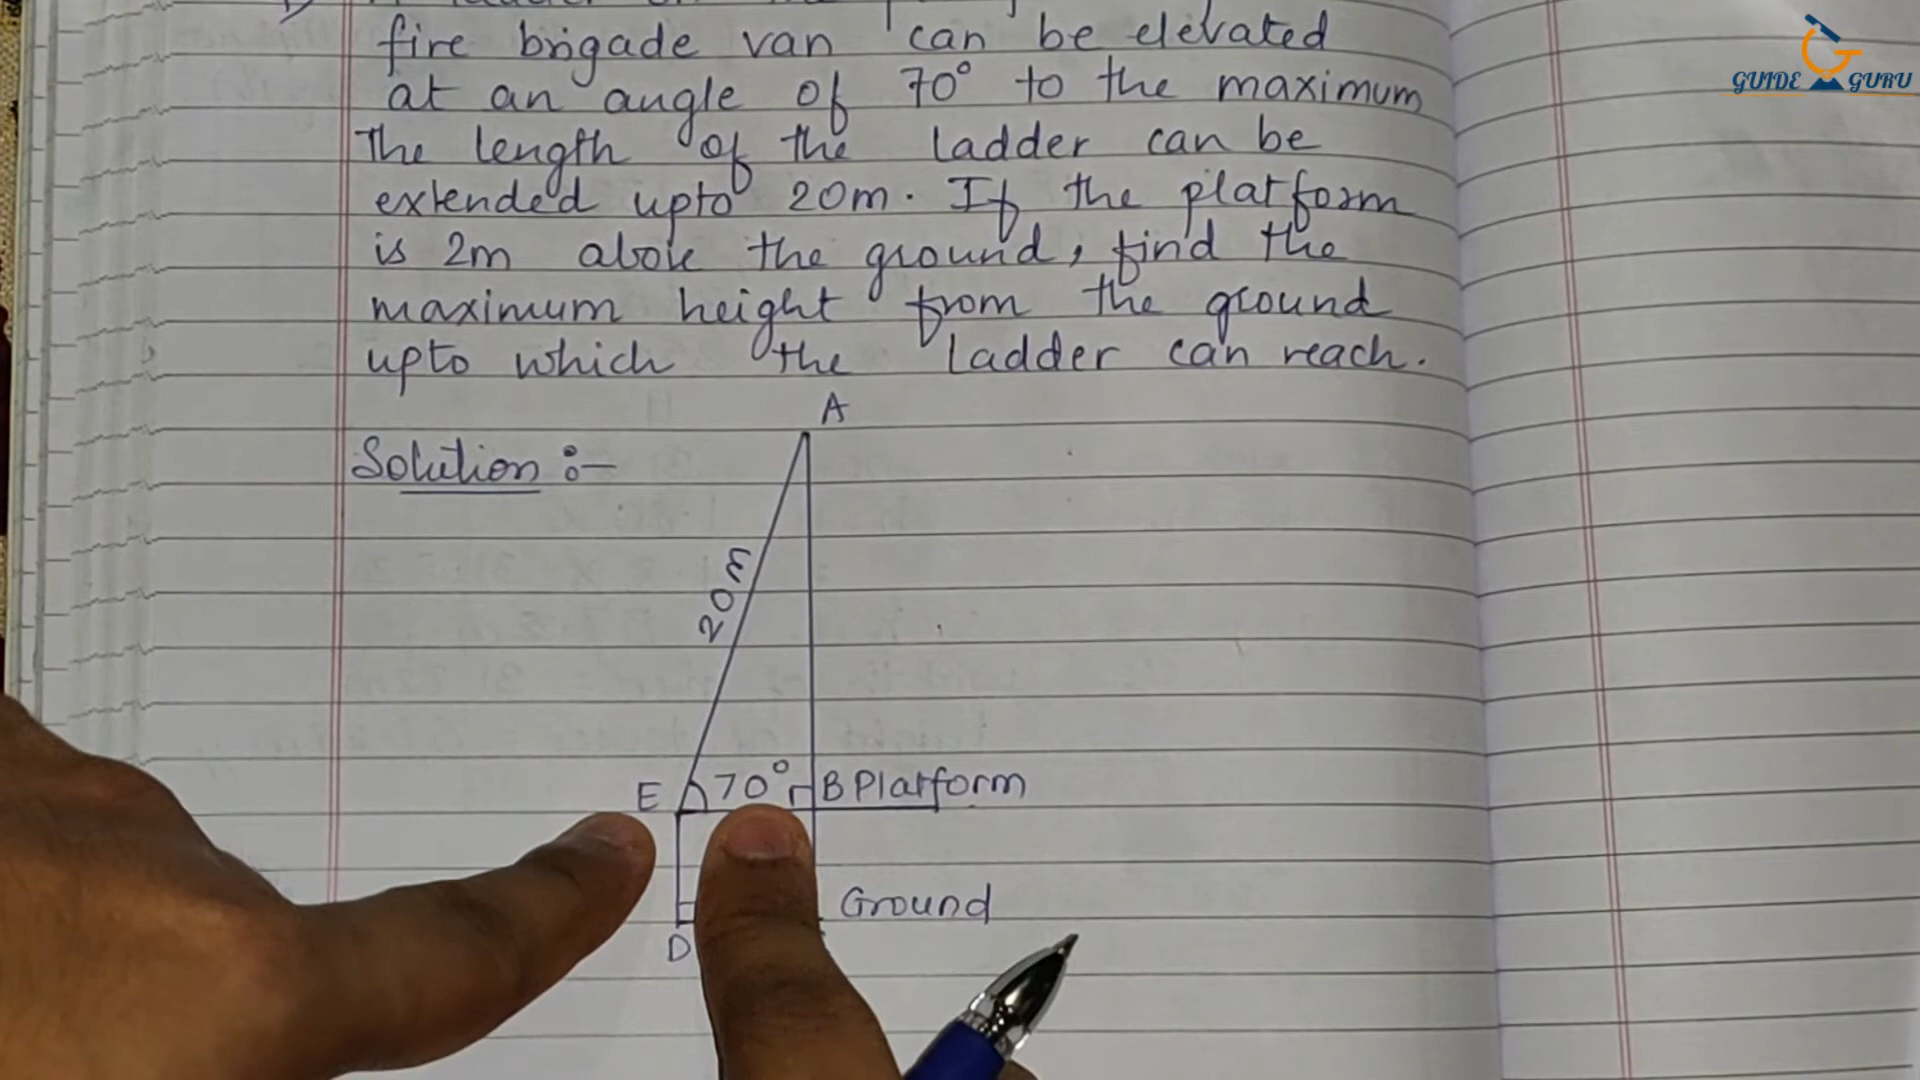 fire brigade van can be elevated
at an angle of 70° to the maximum
The length of the ladder can be
extended upto 20m. If the platform
is 2m above the ground, find the
maximum height from the ground
upto which the ladder can reach.
Solution :-
A
20m
E 70° B Platform
Ground
D
GUIDE GURU